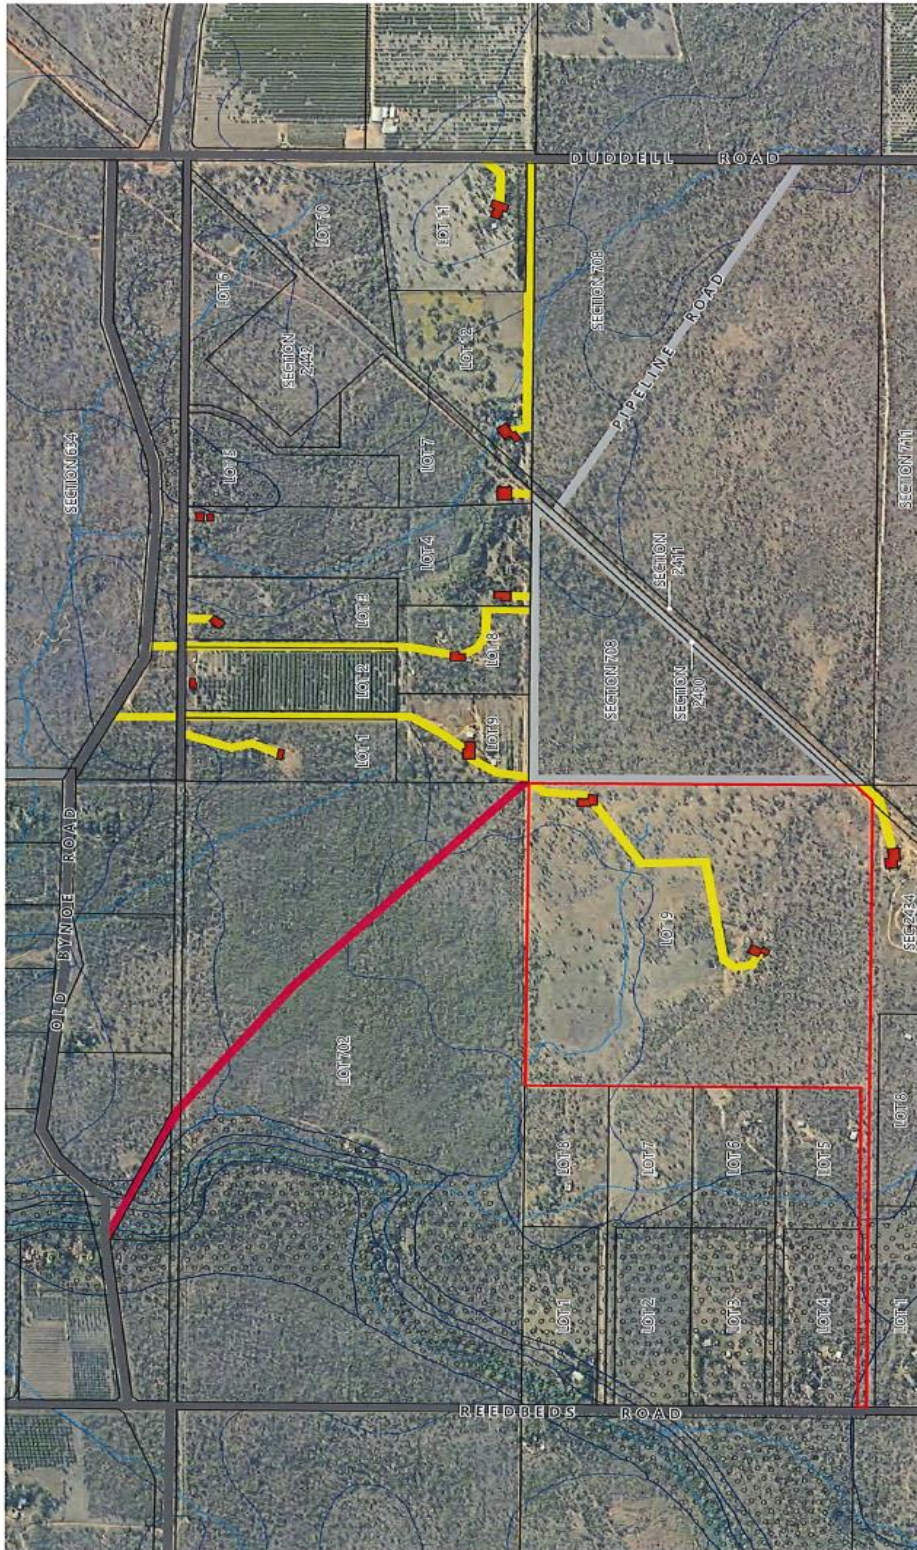 DUDDELL ROAD
SECTION 634
LOT 6
LOT 10
LOT 11
SECTION
2442
LOT 12
SECTION 708
PIPELINE ROAD
LOT 5
LOT 7
LOT 4
SECTION 711
SECTION
2411
LOT 3
LOT 8
LOT 2
SECTION 708
SECTION
2410
LOT 1
LOT 9
OLD BYNOE ROAD
LOT 9
SEC 2434
LOT 702
LOT 8
LOT 7
LOT 6
LOT 5
LOT 8
LOT 1
LOT 2
LOT 3
LOT 4
LOT 1
REEDBEDS ROAD